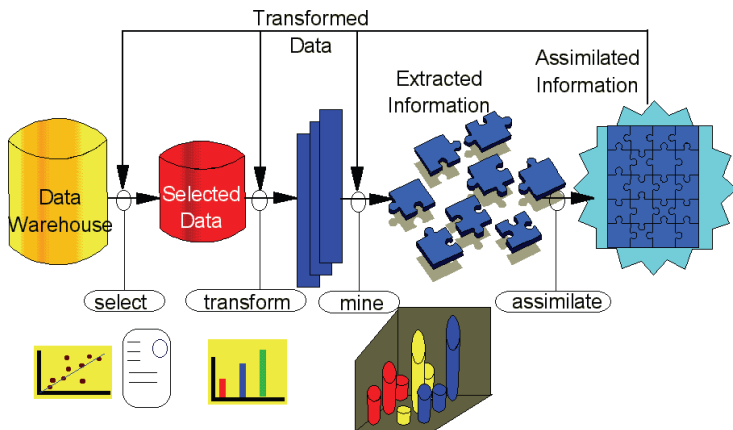 Transformed
Data
Assimilated
Information
Extracted
Information
Data
Warehouse
Selected
Data
select
transform
mine
assimilate